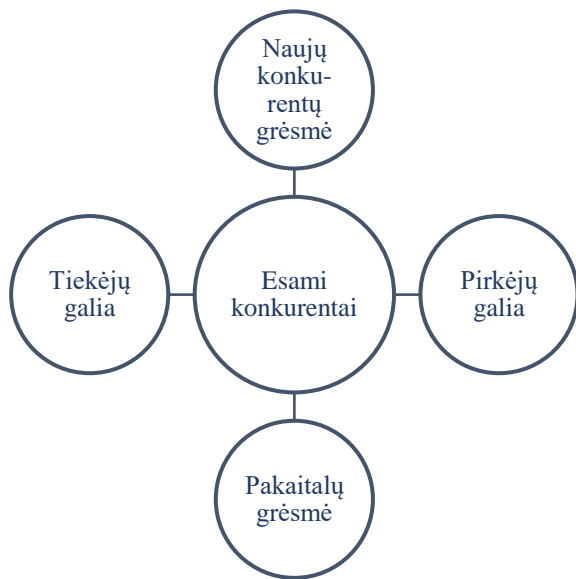 Naujų
konku-
rentų
grėsmė
Tiekėjų
galia
Esami
konkurentai
Pirkėjų
galia
Pakaitalų
grėsmė